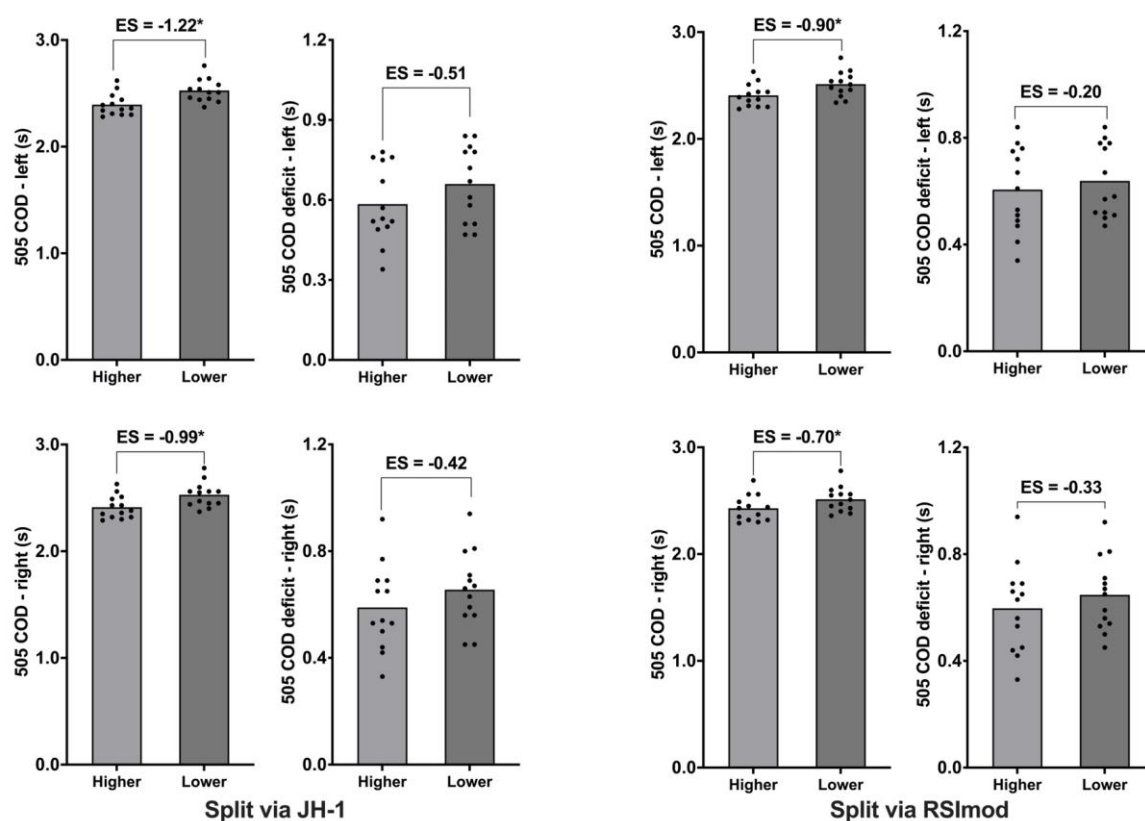 ES = -1.22*
505 COD - left (s)
3.0
2.0
1.0
0.0
Higher
Lower
ES = -0.51
505 COD deficit - left (s)
1.2
0.9
0.6
0.3
0.0
Higher
Lower
ES = -0.90*
505 COD - left (s)
3.0
2.0
1.0
0.0
Higher
Lower
ES = -0.20
505 COD deficit - left (s)
1.2
0.8
0.4
0.0
Higher
Lower
ES = -0.99*
505 COD - right (s)
3.0
2.0
1.0
0.0
Higher
Lower
ES = -0.42
505 COD deficit - right (s)
1.2
0.8
0.4
0.0
Higher
Lower
Split via JH-1
ES = -0.70*
505 COD - right (s)
3.0
2.0
1.0
0.0
Higher
Lower
ES = -0.33
505 COD deficit - right (s)
1.2
0.8
0.4
0.0
Higher
Lower
Split via RSImod